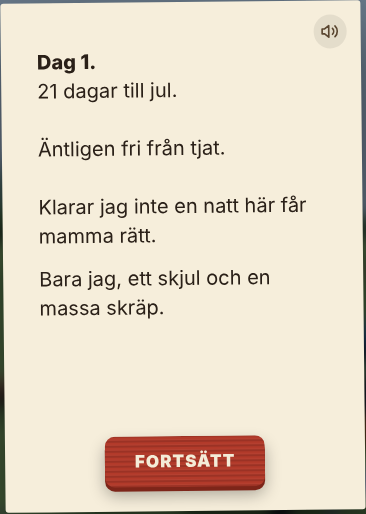 Dag 1.
21 dagar till jul.
Äntligen fri från tjat.
Klarar jag inte en natt här får
mamma rätt.
Bara jag, ett skjul och en
massa skräp.
FORTSÄTT